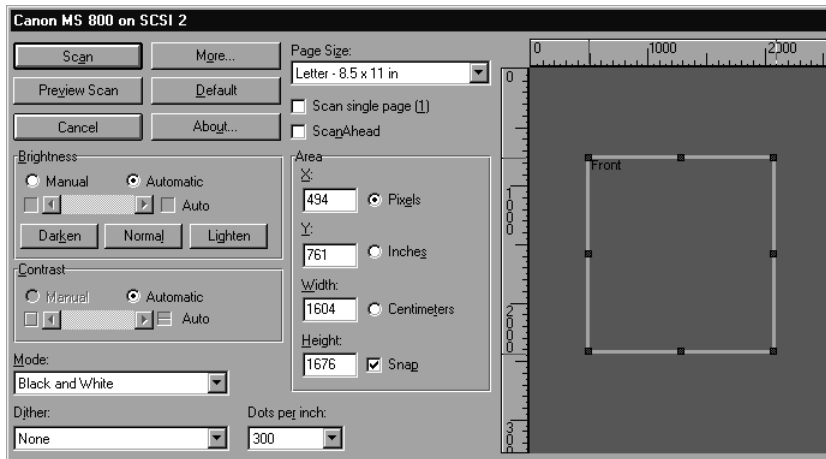 Canon MS 800 on SCSI 2
Scan
More...
Preview Scan
Default
Cancel
About...
Page Size:
Letter - 8.5 x 11 in
Scan single page (1)
ScanAhead
Brightness
Manual
Automatic
Auto
Darken
Normal
Lighten
Contrast
Manual
Automatic
Auto
Mode:
Black and White
Dither:
None
Dots per inch:
300
Area
X:
494
Pixels
Y:
761
Inches
Width:
1604
Centimeters
Height:
1676
Snap
0
1000
2000
0
1000
2000
300
Front